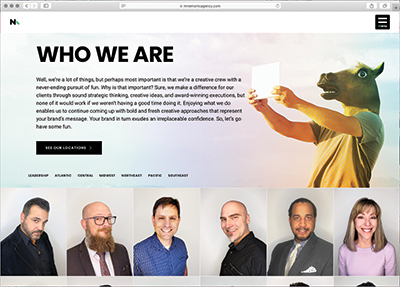 mnemonicagency.com
N
MENU
WHO WE ARE
Well, we're a lot of things, but perhaps most important is that we're a creative crew with a
never-ending pursuit of fun. Why is that important? Sure, we make a difference for our
clients through sound strategic thinking, creative ideas, and award-winning executions, but
none of it would work if we weren't having a good time doing it. Enjoying what we do
enables us to continue coming up with bold and fresh creative approaches that represent
your brand's message. Your brand in turn exudes an irreplaceable confidence. So, let's go
have some fun.
SEE OUR LOCATIONS >
LEADERSHIP ATLANTIC CENTRAL MIDWEST NORTHEAST PACIFIC SOUTHEAST